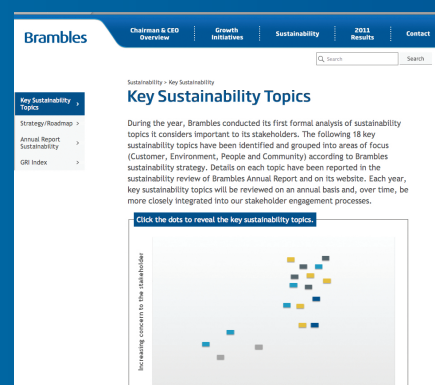 Brambles
Chairman & CEO
Overview
Growth
Initiatives
Sustainability
2011
Results
Contact
Search
Search
Sustainability > Key Sustainability
Key Sustainability Topics
Key Sustainability
Topics >
Strategy/Roadmap >
Annual Report
Sustainability >
GRI Index >
During the year, Brambles conducted its first formal analysis of sustainability
topics it considers important to its stakeholders. The following 18 key
sustainability topics have been identified and grouped into areas of focus
(Customer, Environment, People and Community) according to Brambles
sustainability strategy. Details on each topic have been reported in the
sustainability review of Brambles Annual Report and on its website. Each year,
key sustainability topics will be reviewed on an annual basis and, over time, be
more closely integrated into our stakeholder engagement processes.
Click the dots to reveal the key sustainability topics.
Increasing concern to the stakeholder